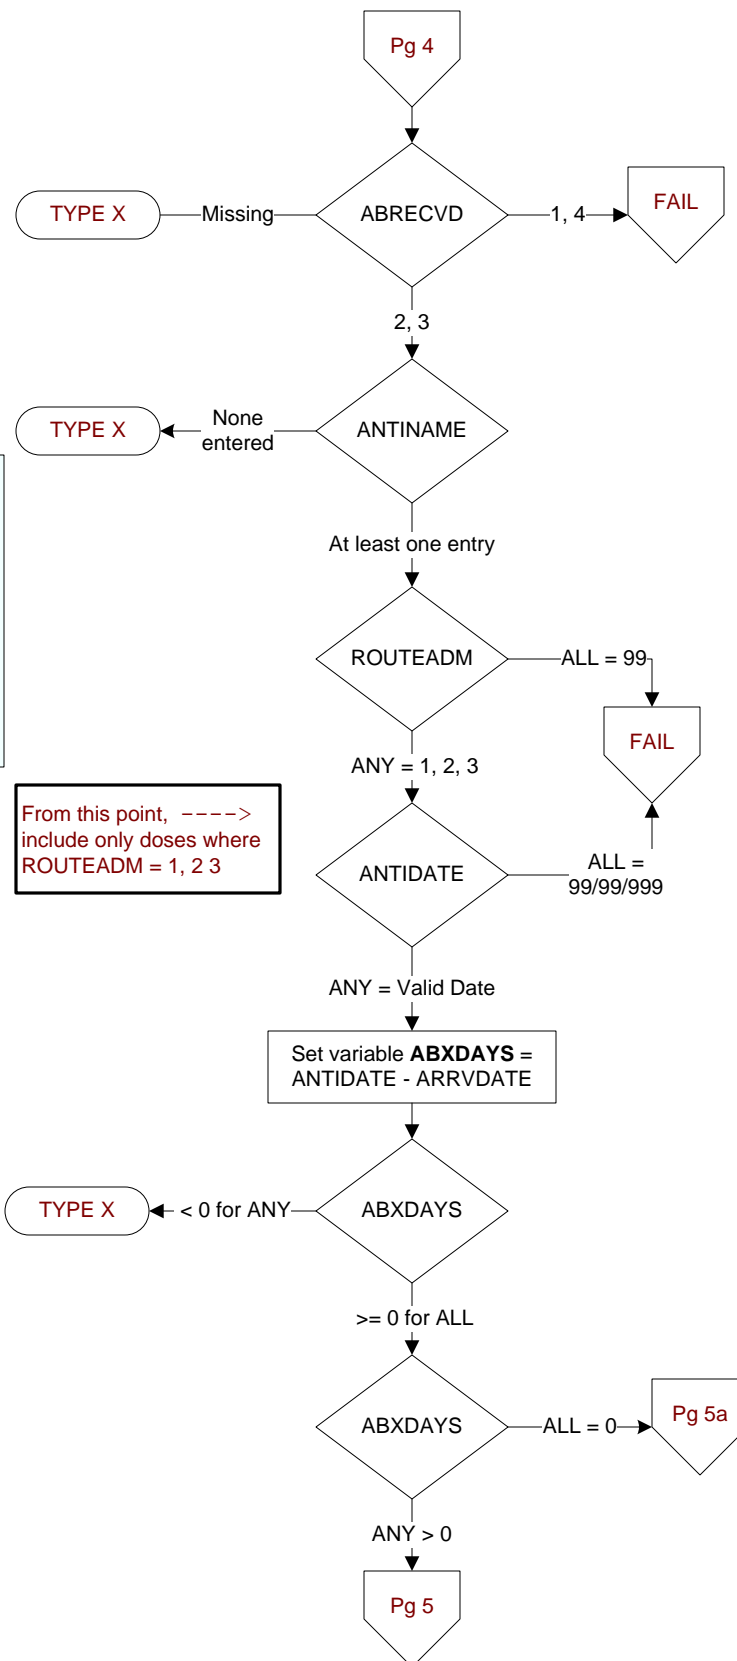 Pg 4
TYPE X
Missing
ABRECVD
1, 4
FAIL
2, 3
TYPE X
None
entered
ANTINAME
At least one entry
ROUTEADM
ALL = 99
FAIL
ANY = 1, 2, 3
From this point, ---->
include only doses where
ROUTEADM = 1, 2 3
ANTIDATE
ALL =
99/99/999
ANY = Valid Date
Set variable ABXDAYS =
ANTIDATE - ARRVDATE
TYPE X
< 0 for ANY
ABXDAYS
>= 0 for ALL
ABXDAYS
ALL = 0
Pg 5a
ANY > 0
Pg 5